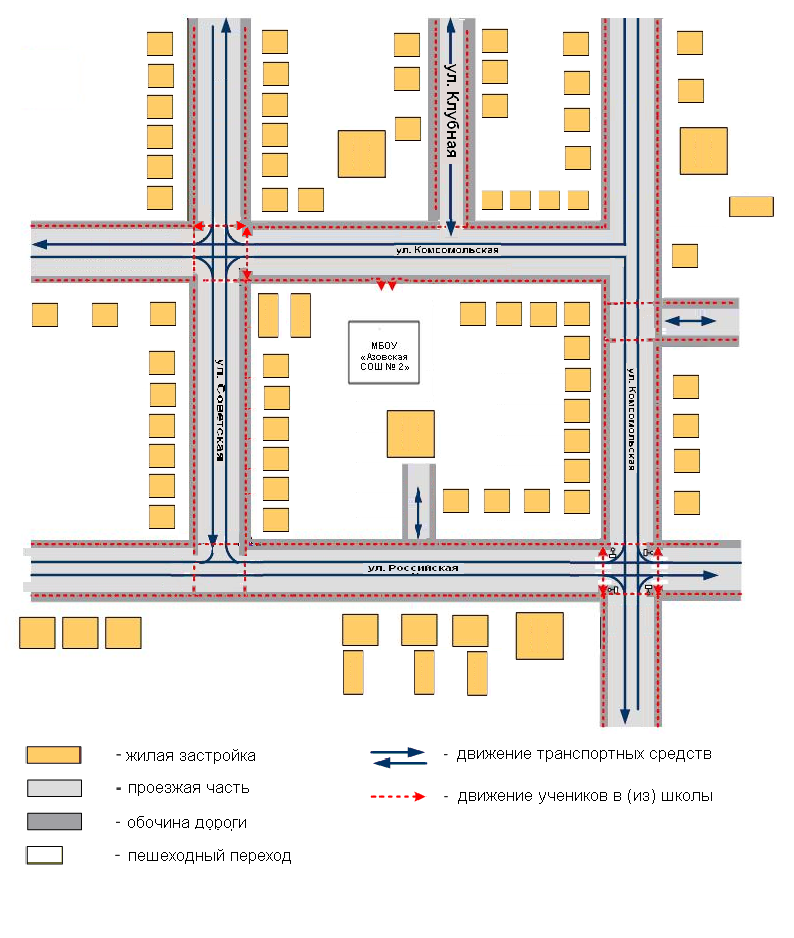 ул. Клубная
ул. Комсомольская
МБОУ
«Азовская
СОШ № 2»
ул. Советская
ул. Комсомольская
ул. Российская
- жилая застройка
- проезжая часть
- обочина дороги
- пешеходный переход
- движение транспортных средств
- движение учеников в (из) школы